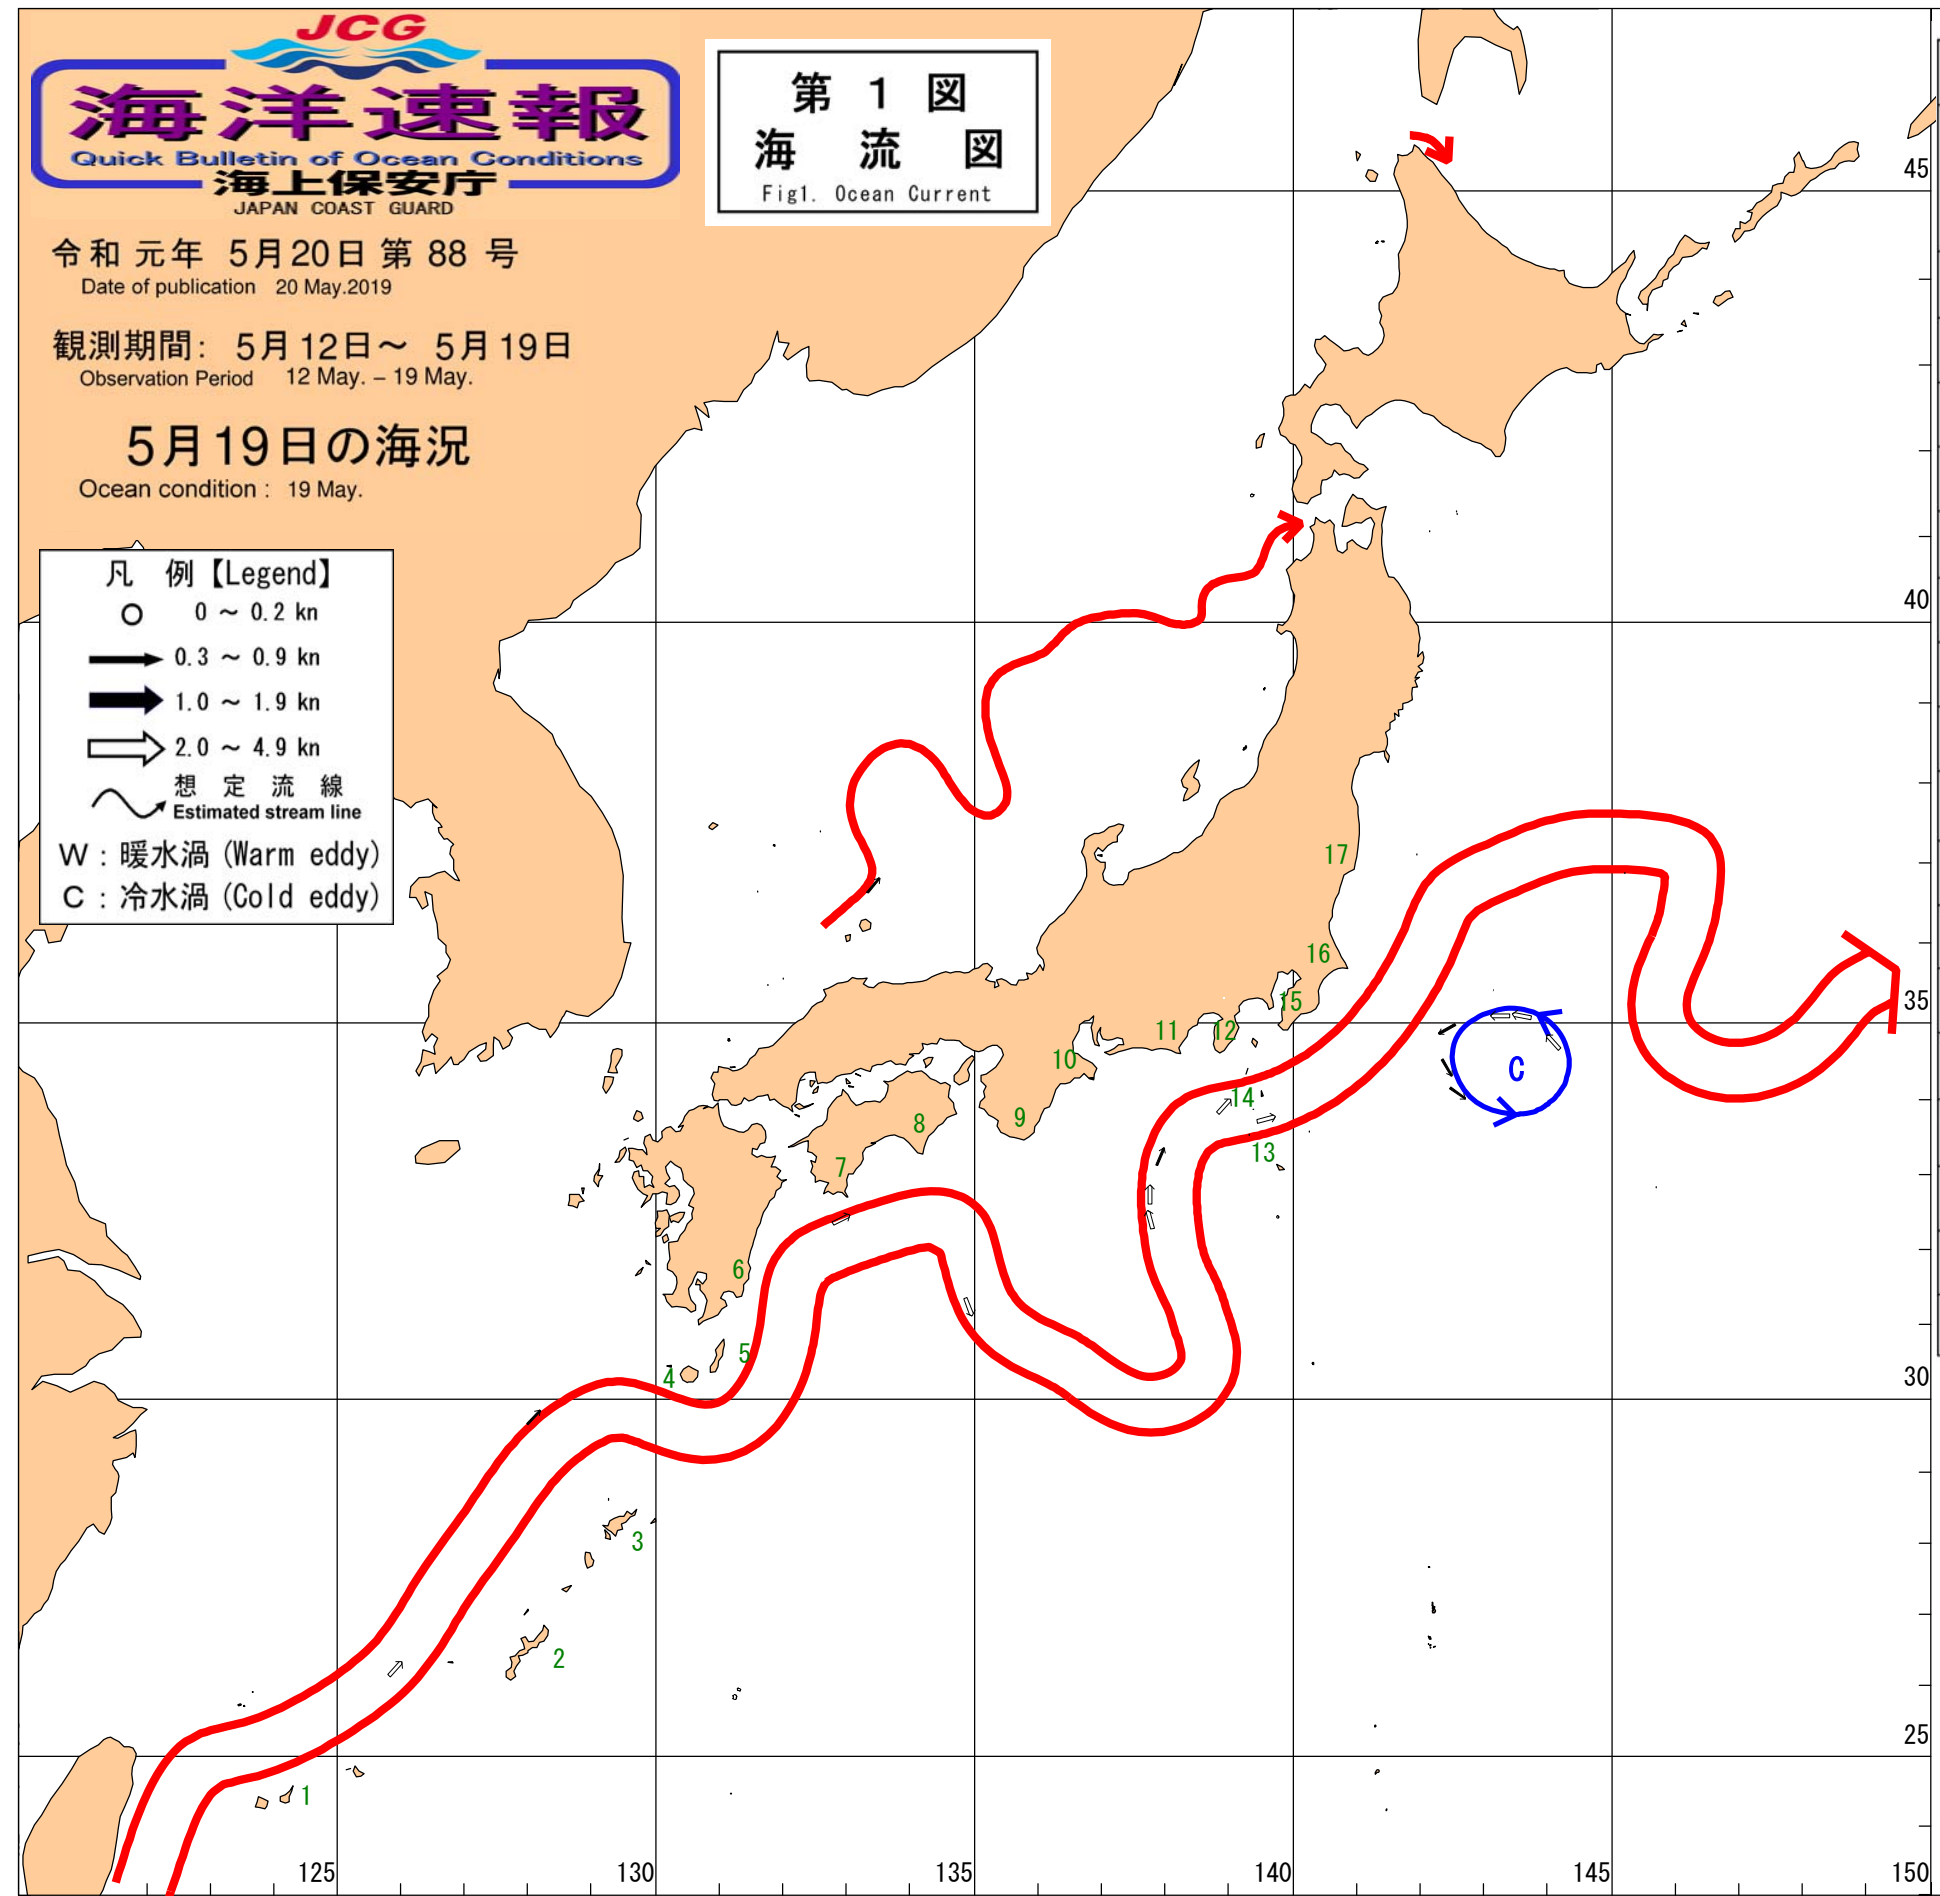 JCG
海洋速報
Quick Bulletin of Ocean Conditions
海上保安庁
JAPAN COAST GUARD
第 1 図
海 流 図
Fig1. Ocean Current
令和 元年 5月20日 第 88 号
Date of publication 20 May.2019
観測期間: 5月12日～ 5月19日
Observation Period 12 May. – 19 May.
5月19日の海況
Ocean condition : 19 May.
凡 例【Legend】
0 ～ 0.2 kn
0.3 ～ 0.9 kn
1.0 ～ 1.9 kn
2.0 ～ 4.9 kn
想 定 流 線
Estimated stream line
W : 暖水渦 (Warm eddy)
C : 冷水渦 (Cold eddy)
45
40
17
16
35
15
12
11
10
C
14
9
8
13
7
6
5
4
30
3
2
25
1
125
130
135
140
145
150